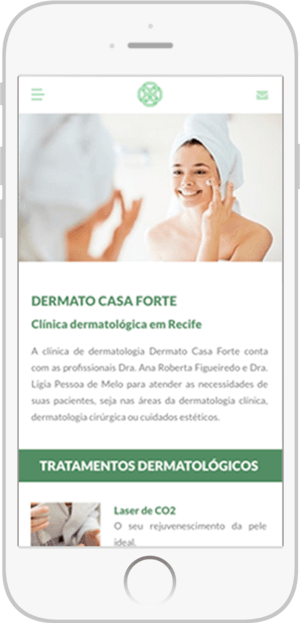 DERMATO CASA FORTE
Clínica dermatológica em Recife
A clínica de dermatologia Dermato Casa Forte conta
com as profissionais Dra. Ana Roberta Figueiredo e Dra.
Ligia Pessoa de Melo para atender as necessidades de
suas pacientes, seja nas áreas da dermatologia clínica,
dermatologia cirúrgica ou cuidados estéticos.
TRATAMENTOS DERMATOLÓGICOS
Laser de CO2
O seu rejuvenescimento da pele
ideal.